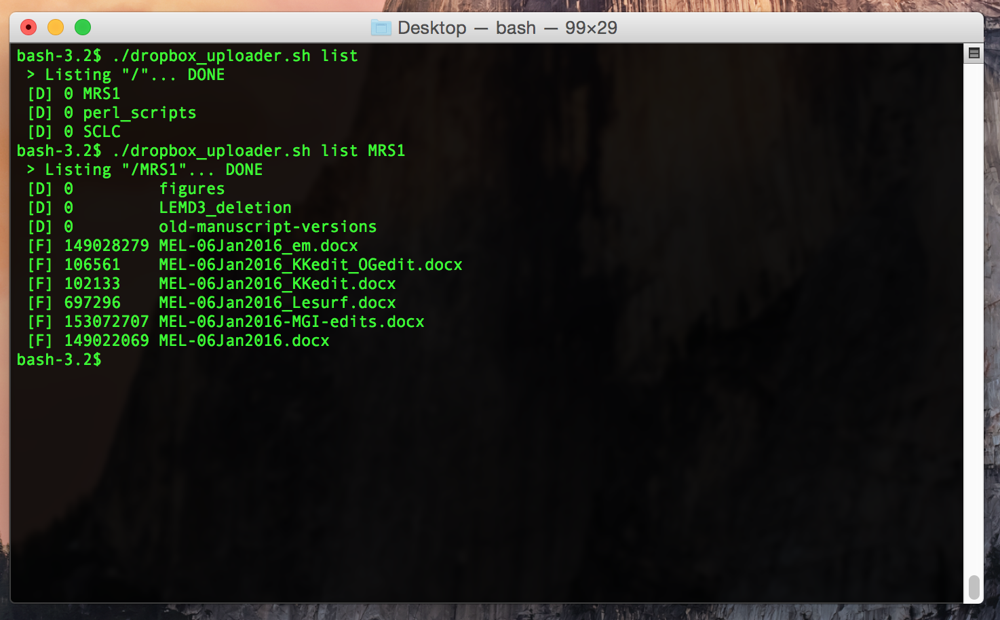 Desktop — bash — 99×29
bash-3.2$ ./dropbox_uploader.sh list
 > Listing "/"... DONE
 [D] 0 MRS1
 [D] 0 perl_scripts
 [D] 0 SCLC
bash-3.2$ ./dropbox_uploader.sh list MRS1
 > Listing "/MRS1"... DONE
 [D] 0         figures
 [D] 0         LEMD3_deletion
 [D] 0         old-manuscript-versions
 [F] 149028279 MEL-06Jan2016_em.docx
 [F] 106561    MEL-06Jan2016_KKedit_OGedit.docx
 [F] 102133    MEL-06Jan2016_KKedit.docx
 [F] 697296    MEL-06Jan2016_Lesurf.docx
 [F] 153072707 MEL-06Jan2016-MGI-edits.docx
 [F] 149022069 MEL-06Jan2016.docx
bash-3.2$